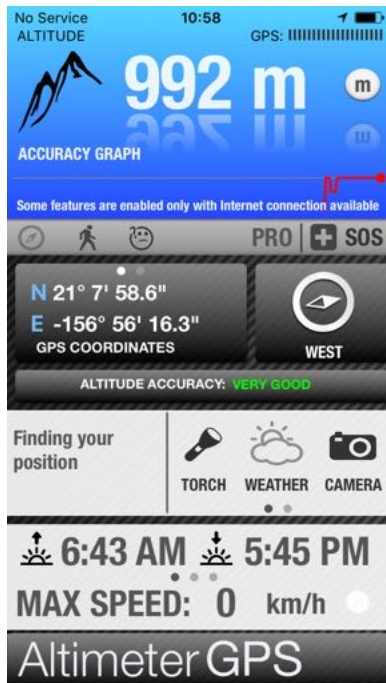 No Service 10:58
ALTITUDE GPS:
992 m m
ACCURACY GRAPH
Some features are enabled only with Internet connection available
PRO SOS
N 21° 7' 58.6"
E -156° 56' 16.3"
GPS COORDINATES
WEST
ALTITUDE ACCURACY: VERY GOOD
Finding your
position
TORCH WEATHER CAMERA
6:43 AM 5:45 PM
MAX SPEED: 0 km/h
Altimeter GPS